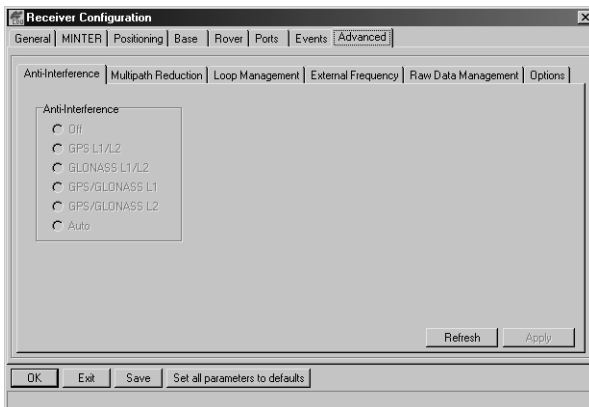 Receiver Configuration
General MINTER Positioning Base Rover Ports Events Advanced
Anti-Interference Multipath Reduction Loop Management External Frequency Raw Data Management Options
Anti-Interference
Off
GPS L1/L2
GLONASS L1/L2
GPS/GLONASS L1
GPS/GLONASS L2
Auto
Refresh Apply
OK Exit Save Set all parameters to defaults